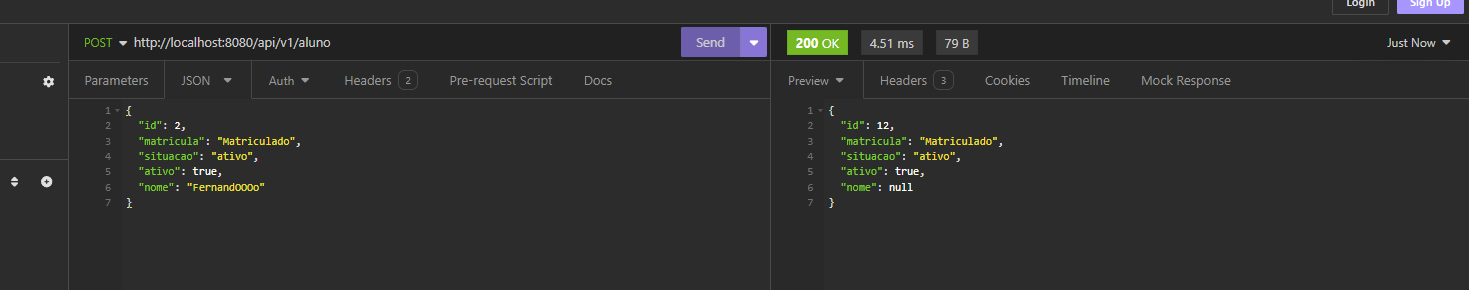 Login Sign Up
POST http://localhost:8080/api/v1/aluno Send 200 OK 4.51 ms 79 B Just Now
Parameters JSON Auth Headers 2 Pre-request Script Docs
Preview Headers 3 Cookies Timeline Mock Response
1 {
2 "id": 2,
3 "matricula": "Matriculado",
4 "situacao": "ativo",
5 "ativo": true,
6 "nome": "FernandOOOo"
7 }
1 {
2 "id": 12,
3 "matricula": "Matriculado",
4 "situacao": "ativo",
5 "ativo": true,
6 "nome": null
7 }